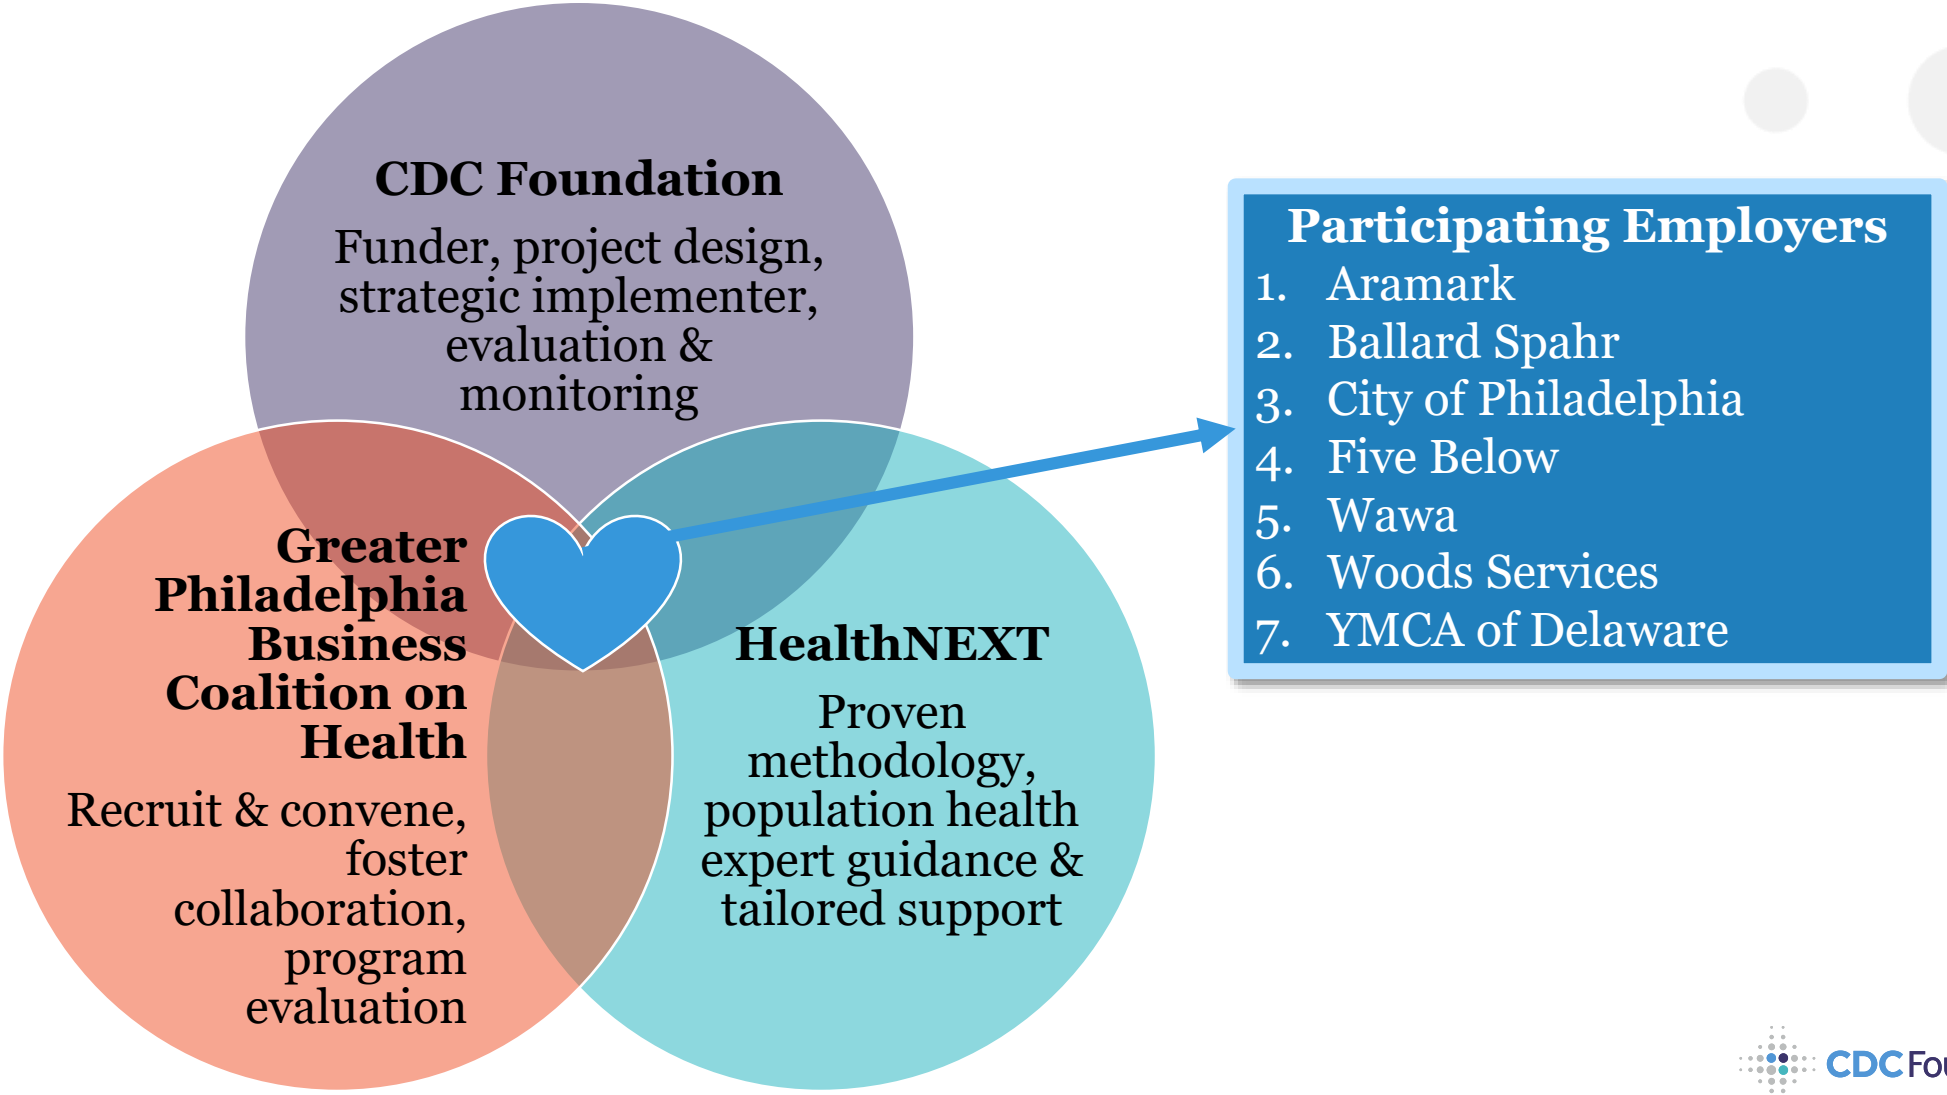 CDC Foundation
Funder, project design,
strategic implementer,
evaluation &
monitoring
Greater
Philadelphia
Business
Coalition on
Health
Recruit & convene,
foster
collaboration,
program
evaluation
HealthNEXT
Proven
methodology,
population health
expert guidance &
tailored support
Participating Employers
1. Aramark
2. Ballard Spahr
3. City of Philadelphia
4. Five Below
5. Wawa
6. Woods Services
7. YMCA of Delaware
CDC